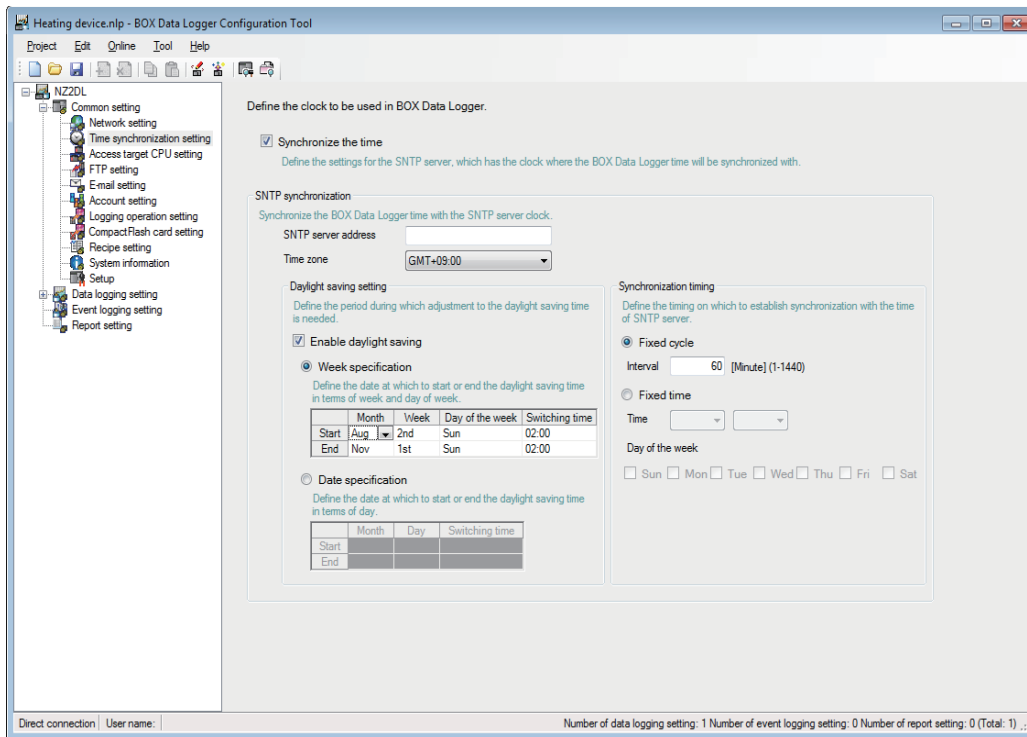 Heating device.nlp - BOX Data Logger Configuration Tool
Project Edit Online Tool Help
NZ2DL
Common setting
Network setting
Time synchronization setting
Access target CPU setting
FTP setting
E-mail setting
Account setting
Logging operation setting
CompactFlash card setting
Recipe setting
System information
Setup
Data logging setting
Event logging setting
Report setting
Define the clock to be used in BOX Data Logger.
Synchronize the time
Define the settings for the SNTP server, which has the clock where the BOX Data Logger time will be synchronized with.
SNTP synchronization
Synchronize the BOX Data Logger time with the SNTP server clock.
SNTP server address
Time zone GMT+09:00
Daylight saving setting
Define the period during which adjustment to the daylight saving time
is needed.
Enable daylight saving
Week specification
Define the date at which to start or end the daylight saving time
in terms of week and day of week.
Month Week Day of the week Switching time
Start Aug 2nd Sun 02:00
End Nov 1st Sun 02:00
Date specification
Define the date at which to start or end the daylight saving time
in terms of day.
Month Day Switching time
Start
End
Synchronization timing
Define the timing on which to establish synchronization with the time
of SNTP server.
Fixed cycle
Interval 60 [Minute] (1-1440)
Fixed time
Time
Day of the week
Sun Mon Tue Wed Thu Fri Sat
Direct connection User name: Number of data logging setting: 1 Number of event logging setting: 0 Number of report setting: 0 (Total: 1)